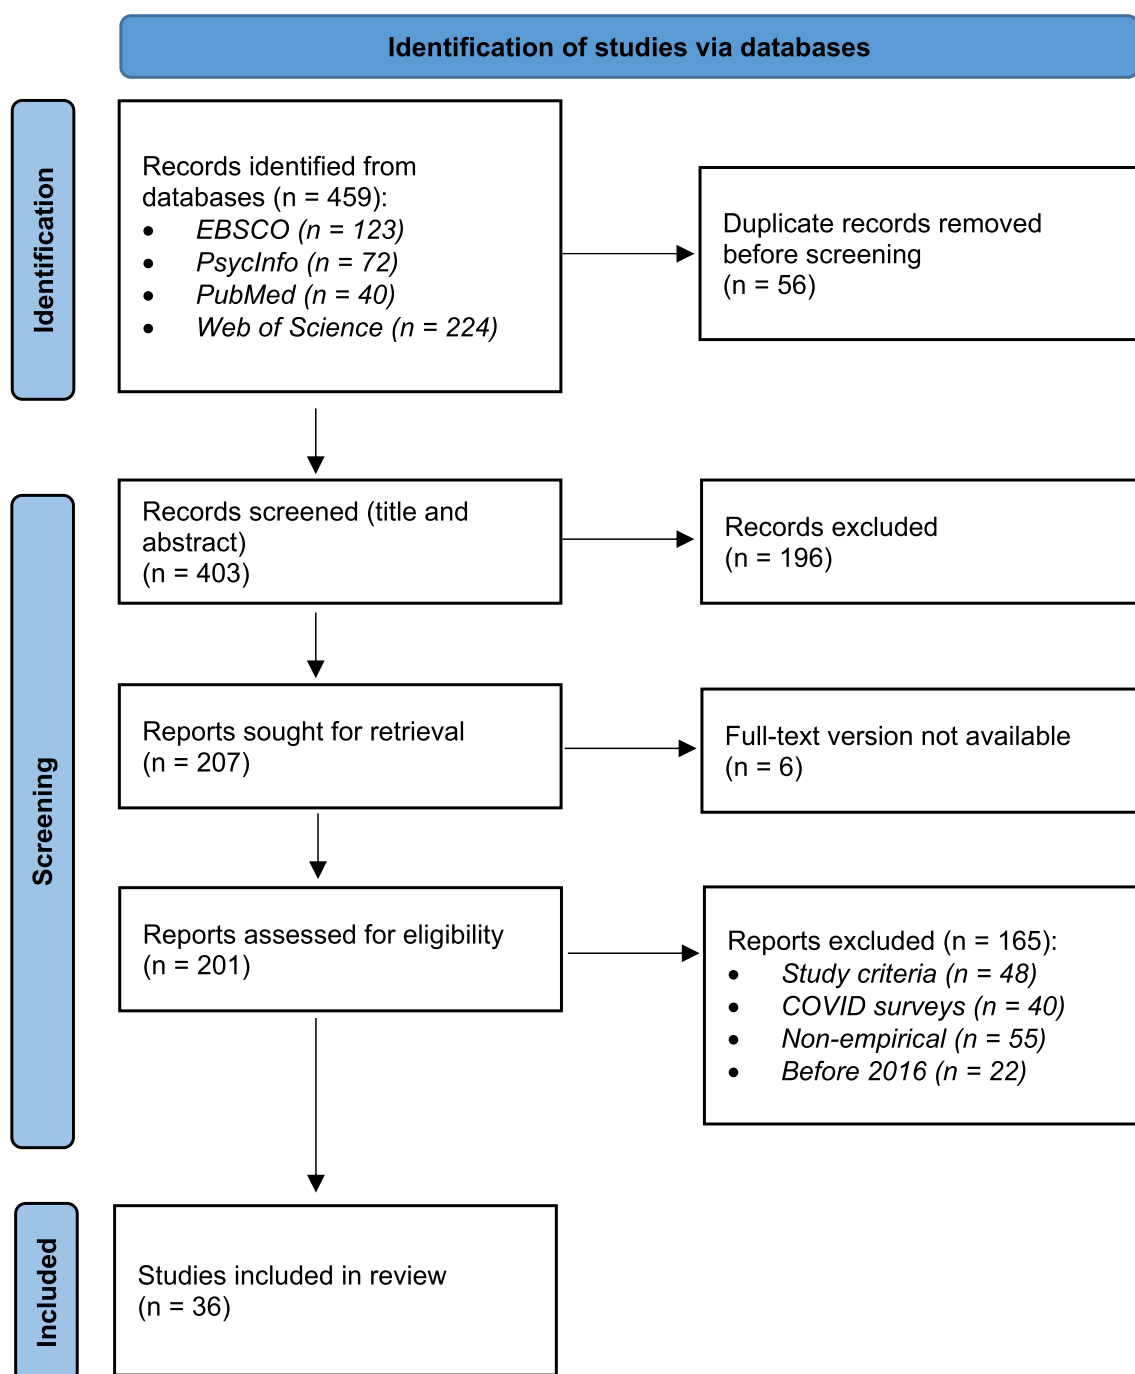 Identification of studies via databases
Identification
Records identified from
databases (n = 459):
• EBSCO (n = 123)
• PsycInfo (n = 72)
• PubMed (n = 40)
• Web of Science (n = 224)
Duplicate records removed
before screening
(n = 56)
Screening
Records screened (title and
abstract)
(n = 403)
Records excluded
(n = 196)
Reports sought for retrieval
(n = 207)
Full-text version not available
(n = 6)
Reports assessed for eligibility
(n = 201)
Reports excluded (n = 165):
• Study criteria (n = 48)
• COVID surveys (n = 40)
• Non-empirical (n = 55)
• Before 2016 (n = 22)
Included
Studies included in review
(n = 36)